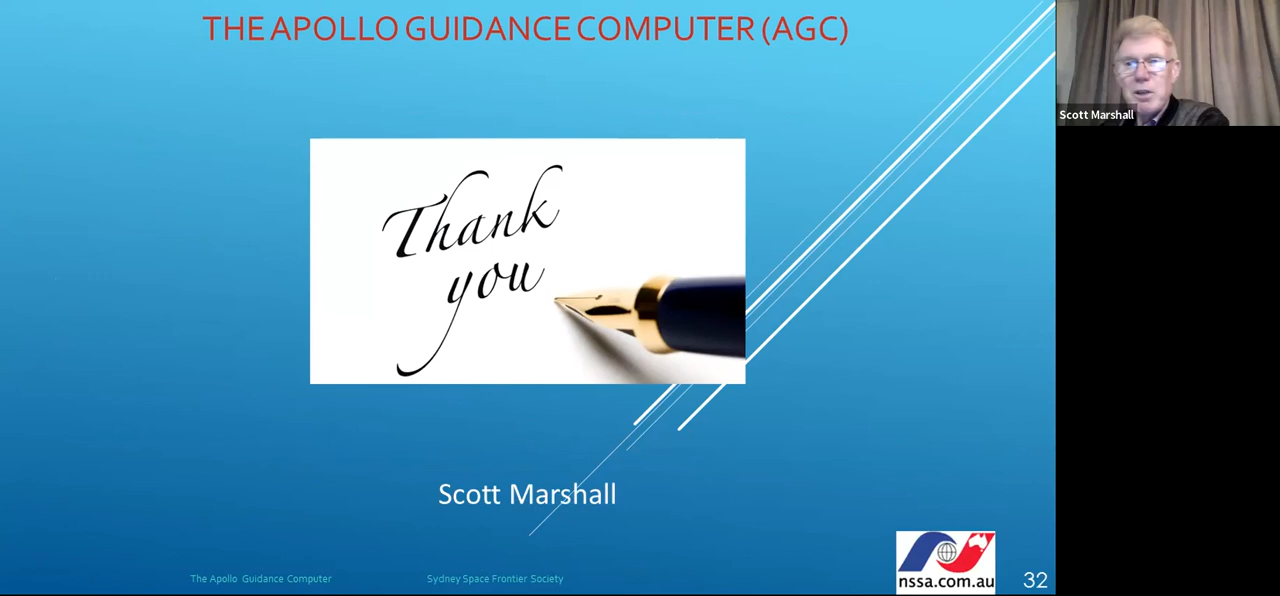 THE APOLLO GUIDANCE COMPUTER (AGC)
Scott Marshall
Thank
you
Scott Marshall
The Apollo Guidance Computer
Sydney Space Frontier Society
nssa.com.au
32